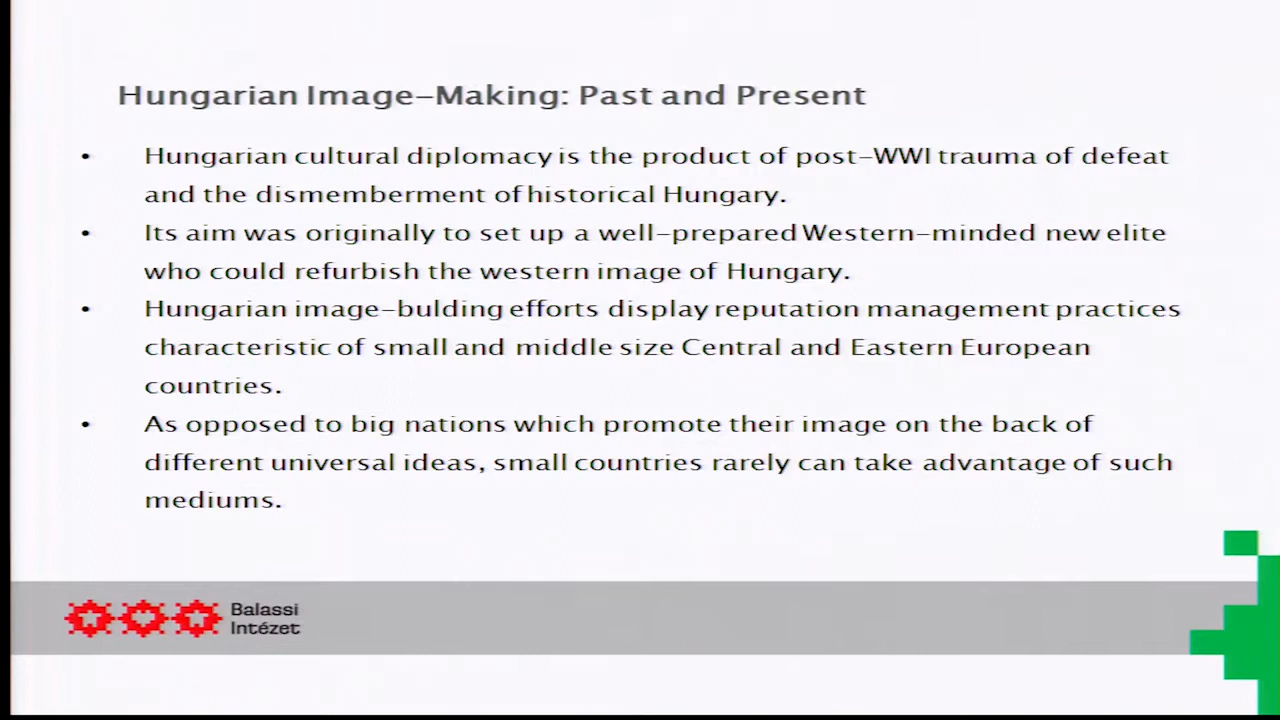 Hungarian Image-Making: Past and Present
• Hungarian cultural diplomacy is the product of post-WWI trauma of defeat
and the dismemberment of historical Hungary.
• Its aim was originally to set up a well-prepared Western-minded new elite
who could refurbish the western image of Hungary.
• Hungarian image-bulding efforts display reputation management practices
characteristic of small and middle size Central and Eastern European
countries.
• As opposed to big nations which promote their image on the back of
different universal ideas, small countries rarely can take advantage of such
mediums.
Balassi
Intézet